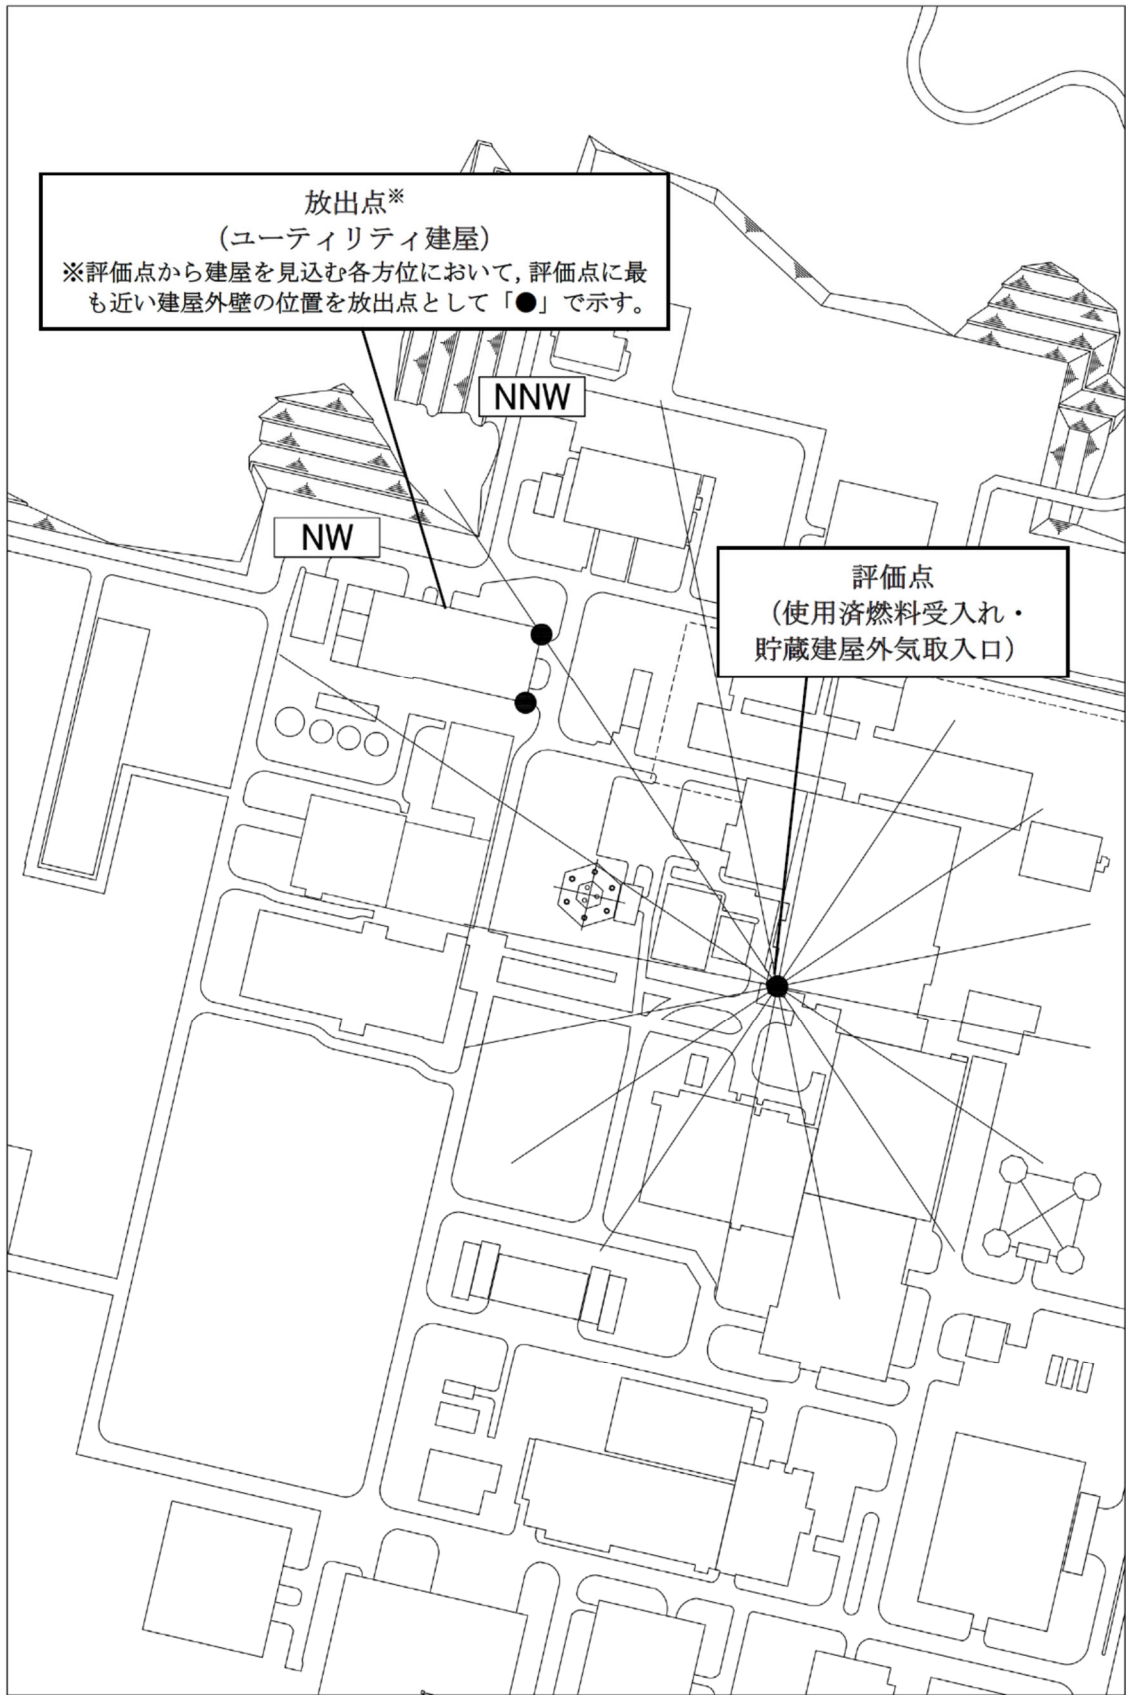 放出点※
（ユーティリティ建屋）
※評価点から建屋を見込む各方位において, 評価点に最
も近い建屋外壁の位置を放出点として「●」で示す。
NNW
NW
評価点
（使用済燃料受入れ・
貯蔵建屋外気取入口）